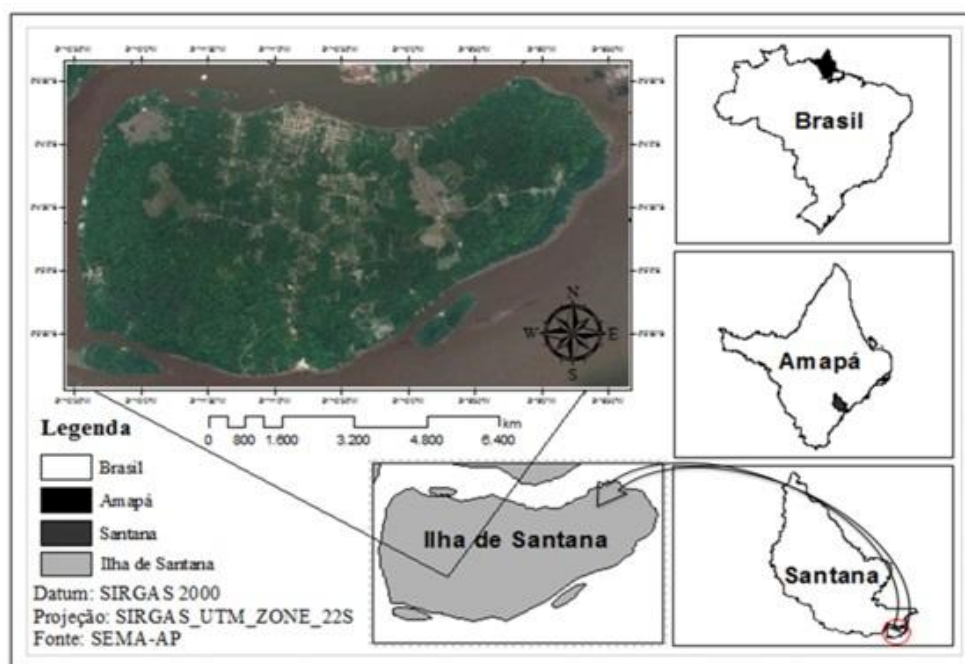 Brasil
N
W
E
S
Amapá
Legenda
km
0 800 1.600 3.200 4.800 6.400
Brasil
Amapá
Santana
Ilha de Santana
Ilha de Santana
Santana
Datum: SIRGAS 2000
Projeção: SIRGAS_UTM_ZONE_22S
Fonte: SEMA-AP